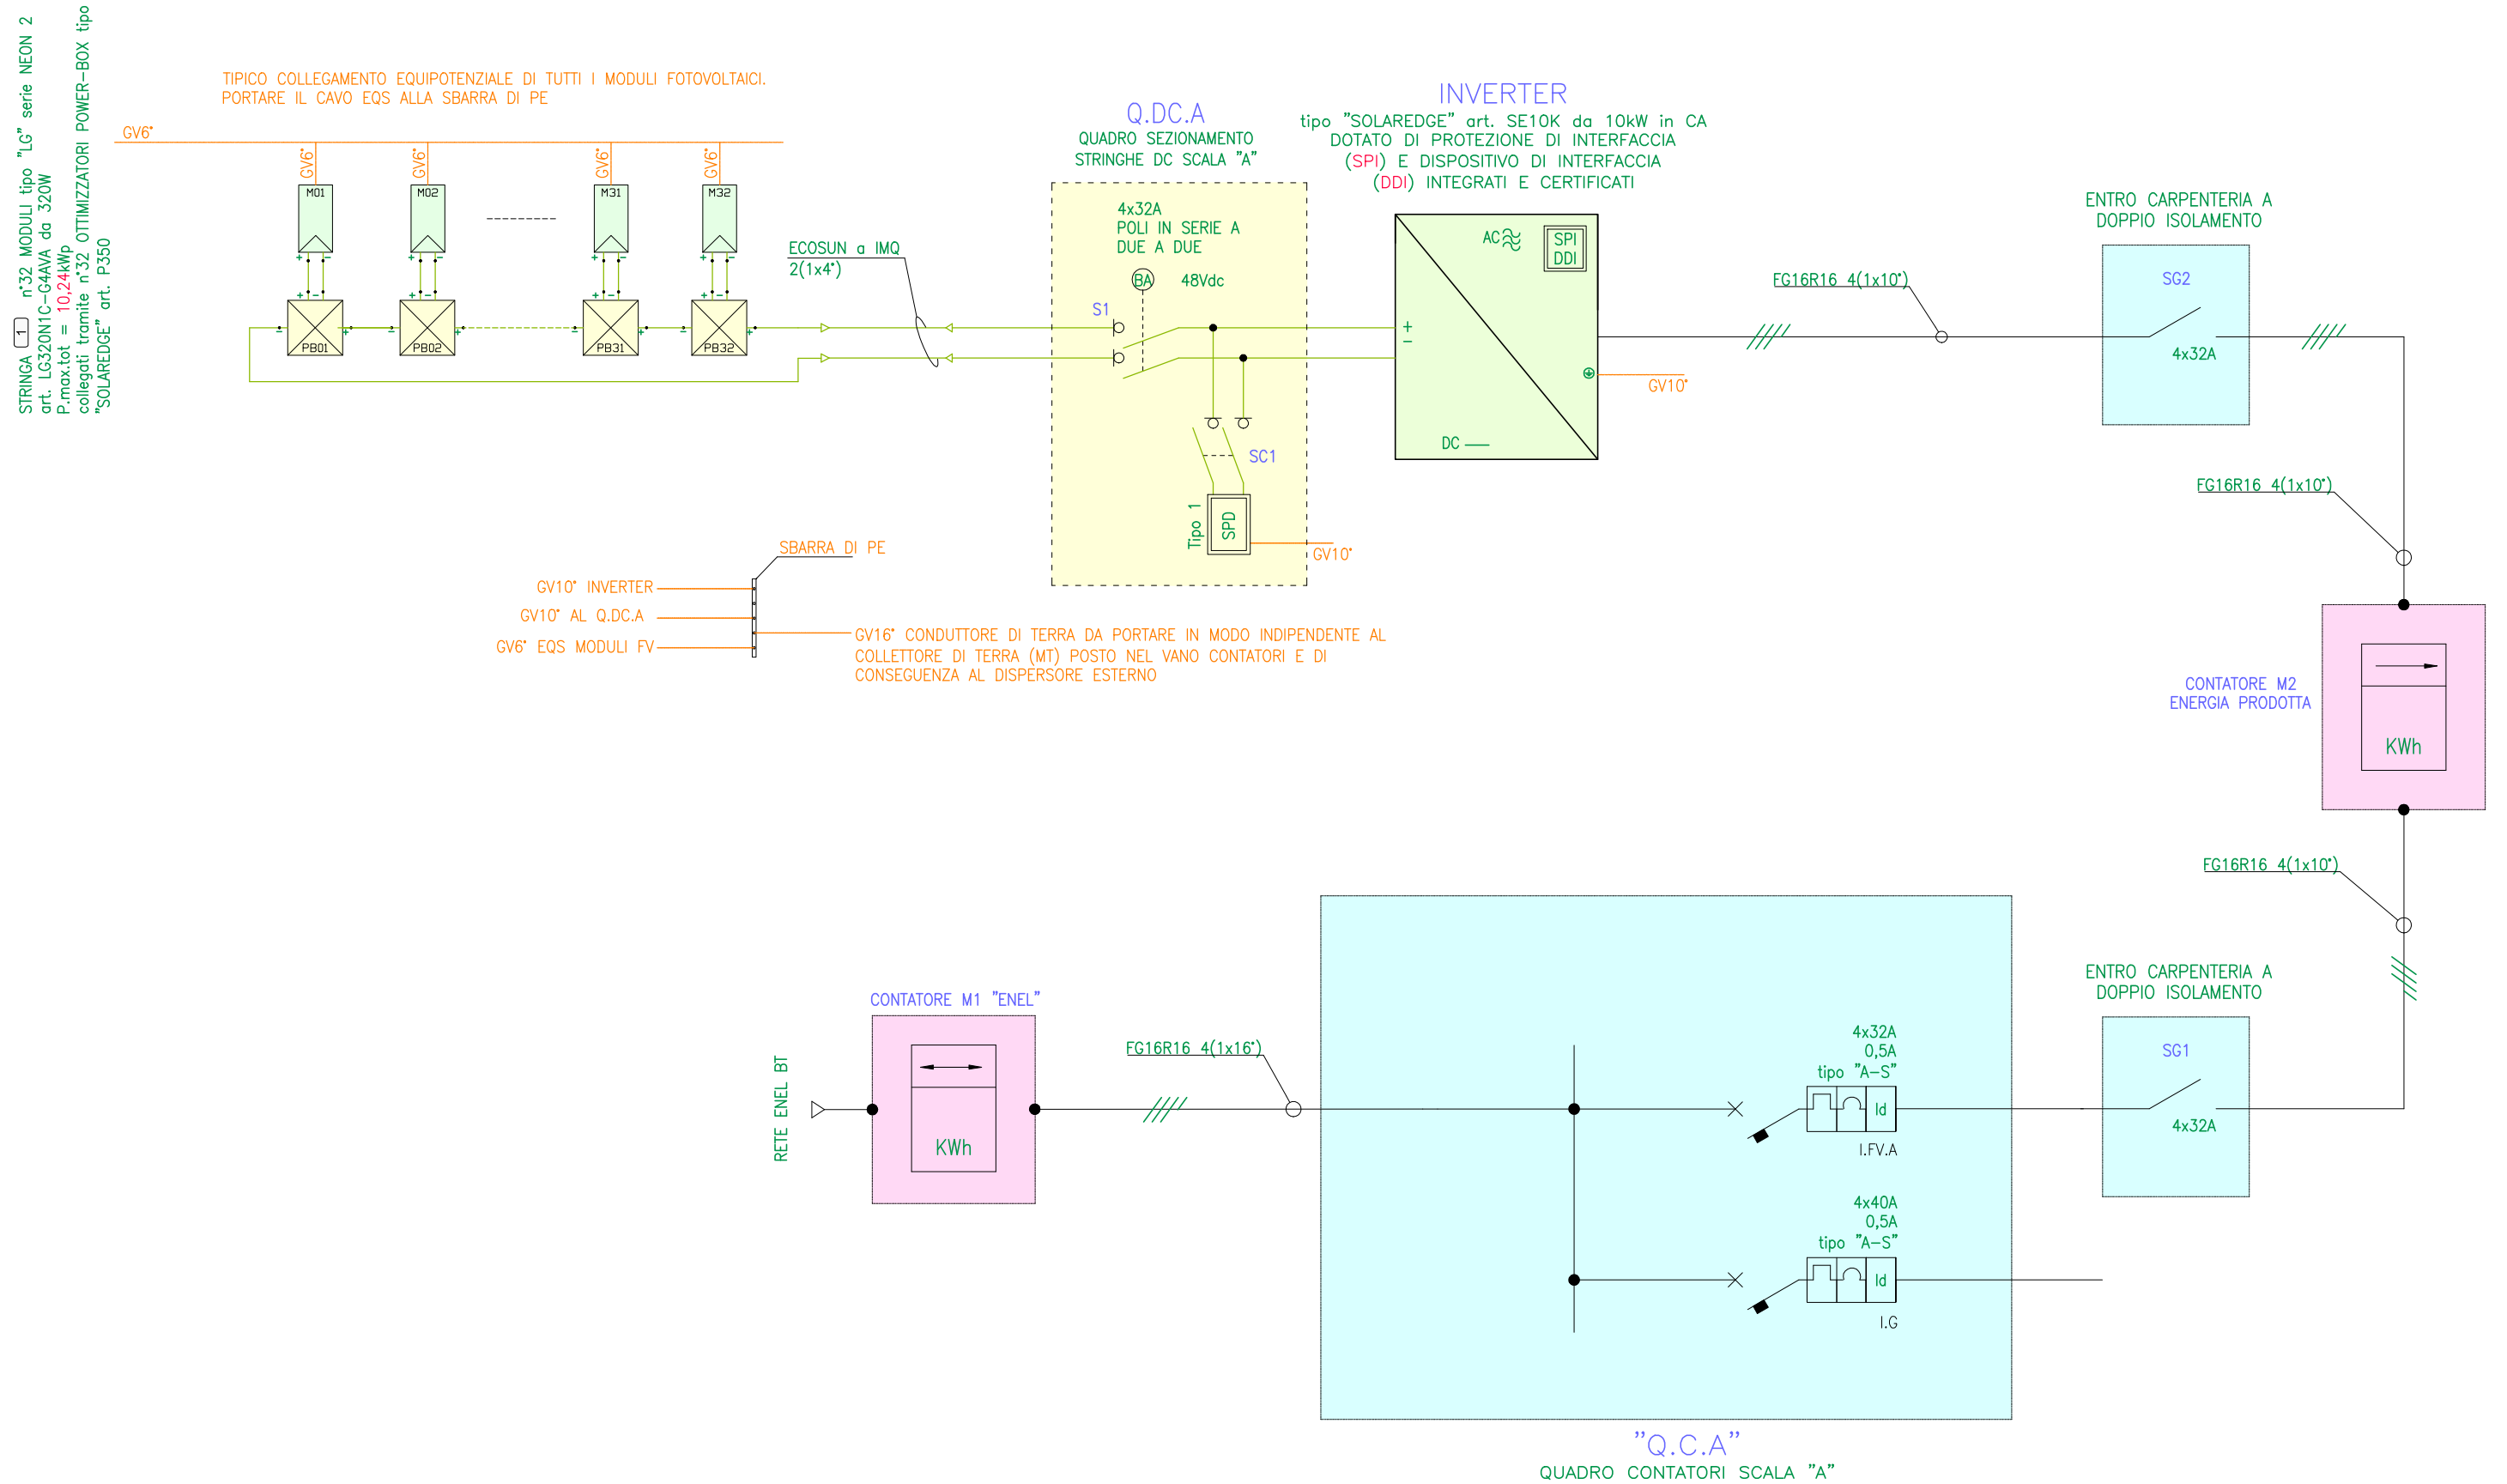 STRINGA 1 n°32 MODULI tipo "LG" serie NEON 2
art. LG320N1C-G4AVA da 320W
P.max.tot = 10,24kWp
collegati tramite n°32 OTTIMIZZATORI POWER-BOX tipo
"SOLAREDGE" art. P350
TIPICO COLLEGAMENTO EQUIPOTENZIALE DI TUTTI I MODULI FOTOVOLTAICI.
PORTARE IL CAVO EQS ALLA SBARRA DI PE
GV6°
GV6°
GV6°
GV6°
GV6°
M01
M02
M31
M32
+ -
+ -
+ -
+ -
+ -
+ -
+ -
+ -
- +
- +
- +
- +
PB01
PB02
PB31
PB32
ECOSUN a IMQ
2(1x4°)
Q.DC.A
QUADRO SEZIONAMENTO
STRINGHE DC SCALA "A"
4x32A
POLI IN SERIE A
DUE A DUE
BA
48Vdc
S1
SC1
Tipo 1
SPD
GV10°
INVERTER
tipo "SOLAREDGE" art. SE10K da 10kW in CA
DOTATO DI PROTEZIONE DI INTERFACCIA
(SPI) E DISPOSITIVO DI INTERFACCIA
(DDI) INTEGRATI E CERTIFICATI
AC
SPI
DDI
+
-
DC
GV10°
FG16R16 4(1x10°)
ENTRO CARPENTERIA A
DOPPIO ISOLAMENTO
SG2
4x32A
FG16R16 4(1x10°)
SBARRA DI PE
GV10° INVERTER
GV10° AL Q.DC.A
GV6° EQS MODULI FV
GV16° CONDUTTORE DI TERRA DA PORTARE IN MODO INDIPENDENTE AL
COLLETTORE DI TERRA (MT) POSTO NEL VANO CONTATORI E DI
CONSEGUENZA AL DISPERSORE ESTERNO
CONTATORE M2
ENERGIA PRODOTTA
KWh
FG16R16 4(1x10°)
ENTRO CARPENTERIA A
DOPPIO ISOLAMENTO
SG1
4x32A
CONTATORE M1 "ENEL"
RETE ENEL BT
KWh
FG16R16 4(1x16°)
4x32A
0,5A
tipo "A-S"
Id
I.FV.A
4x40A
0,5A
tipo "A-S"
Id
I.G
"Q.C.A"
QUADRO CONTATORI SCALA "A"